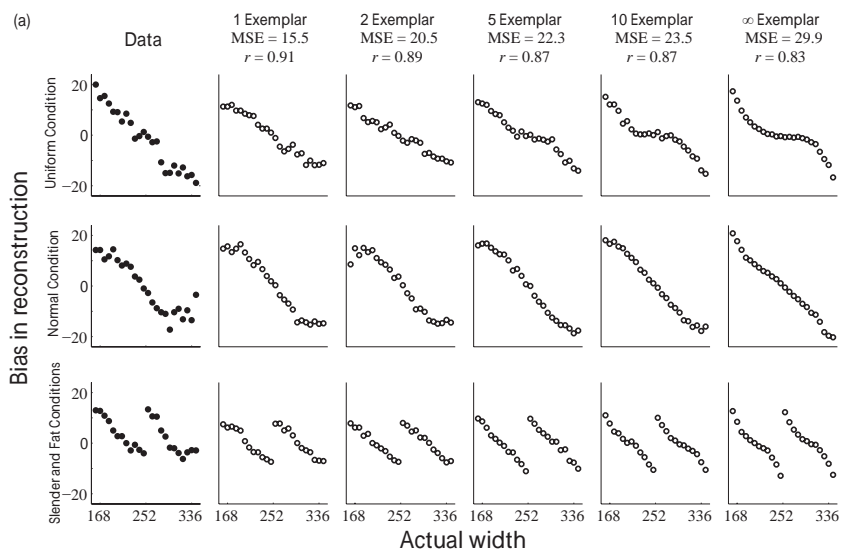 (a)
Data
1 Exemplar
MSE = 15.5
r = 0.91
2 Exemplar
MSE = 20.5
r = 0.89
5 Exemplar
MSE = 22.3
r = 0.87
10 Exemplar
MSE = 23.5
r = 0.87
∞ Exemplar
MSE = 29.9
r = 0.83
Bias in reconstruction
Uniform Condition
20
0
−20
Normal Condition
20
0
−20
Slender and Fat Conditions
20
0
−20
168 252 336 168 252 336 168 252 336 168 252 336 168 252 336 168 252 336
Actual width